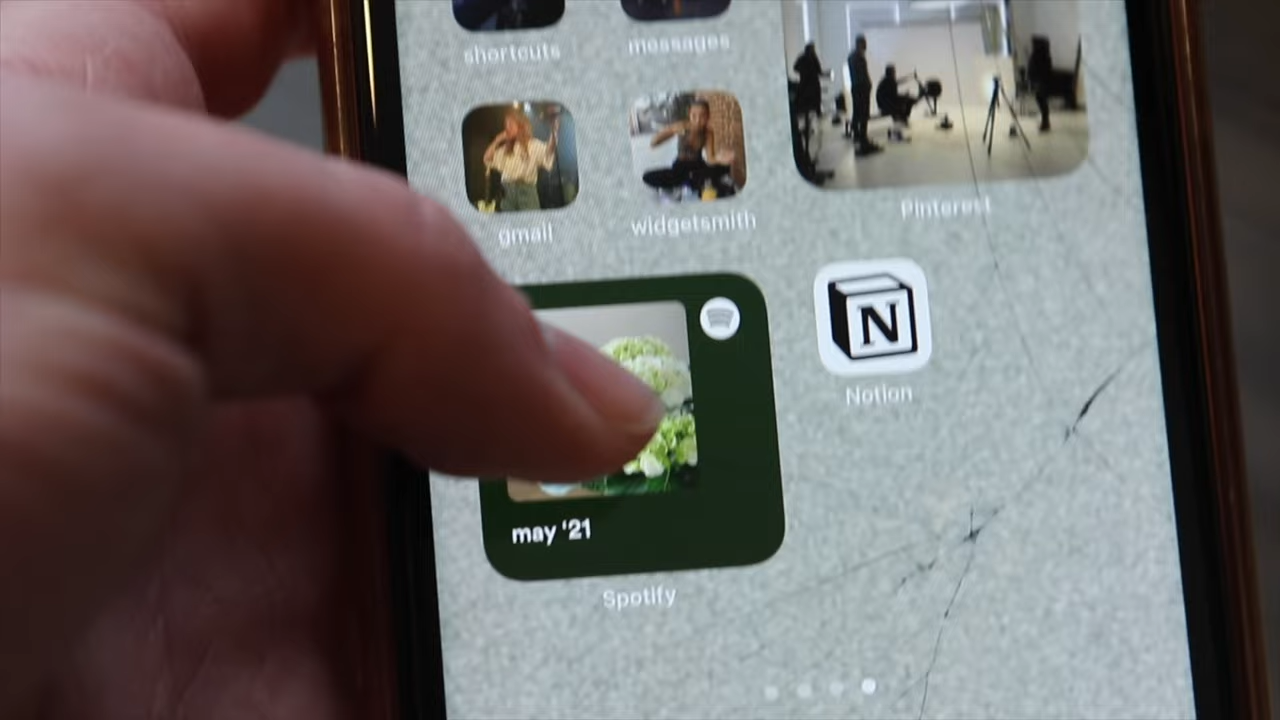 shortcuts
messages
gmail
widgetsmith
Pinterest
N
Notion
may ‘21
Spotify